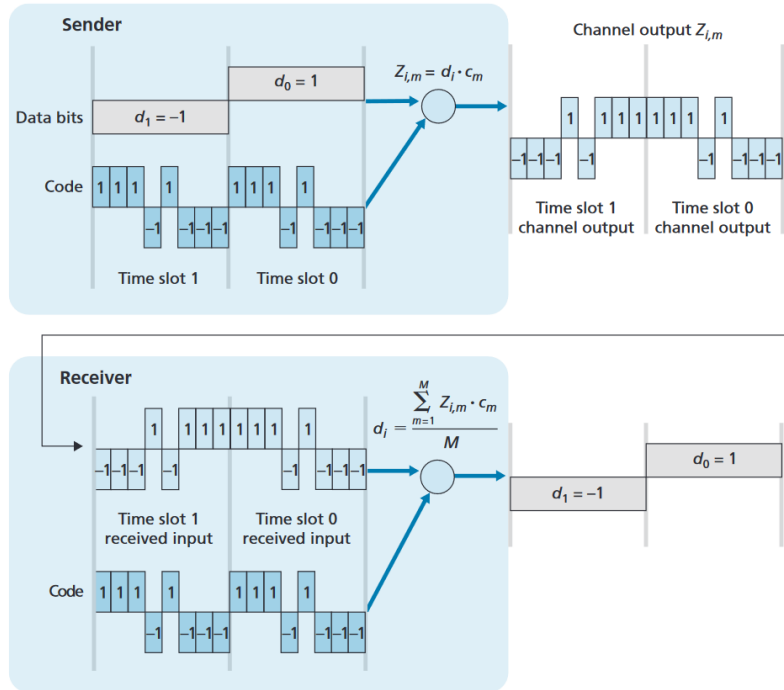 Sender
Channel output Z_{i,m}
d_0 = 1
Z_{i,m} = d_i · c_m
Data bits
d_1 = −1
1 1 1 1 1 1 1 1
Code
1 1 1 1 1 1 1 1
−1−1−1 −1 −1 −1−1−1
−1 −1−1−1 −1 −1−1−1
Time slot 1 Time slot 0
channel output channel output
Time slot 1 Time slot 0
Receiver
d_i = \frac{\sum_{m=1}^{M} Z_{i,m} · c_m}{M}
1 1 1 1 1 1 1 1
−1−1−1 −1 −1 −1−1−1
d_0 = 1
d_1 = −1
Time slot 1 Time slot 0
received input received input
Code
1 1 1 1 1 1 1 1
−1 −1−1−1 −1 −1−1−1